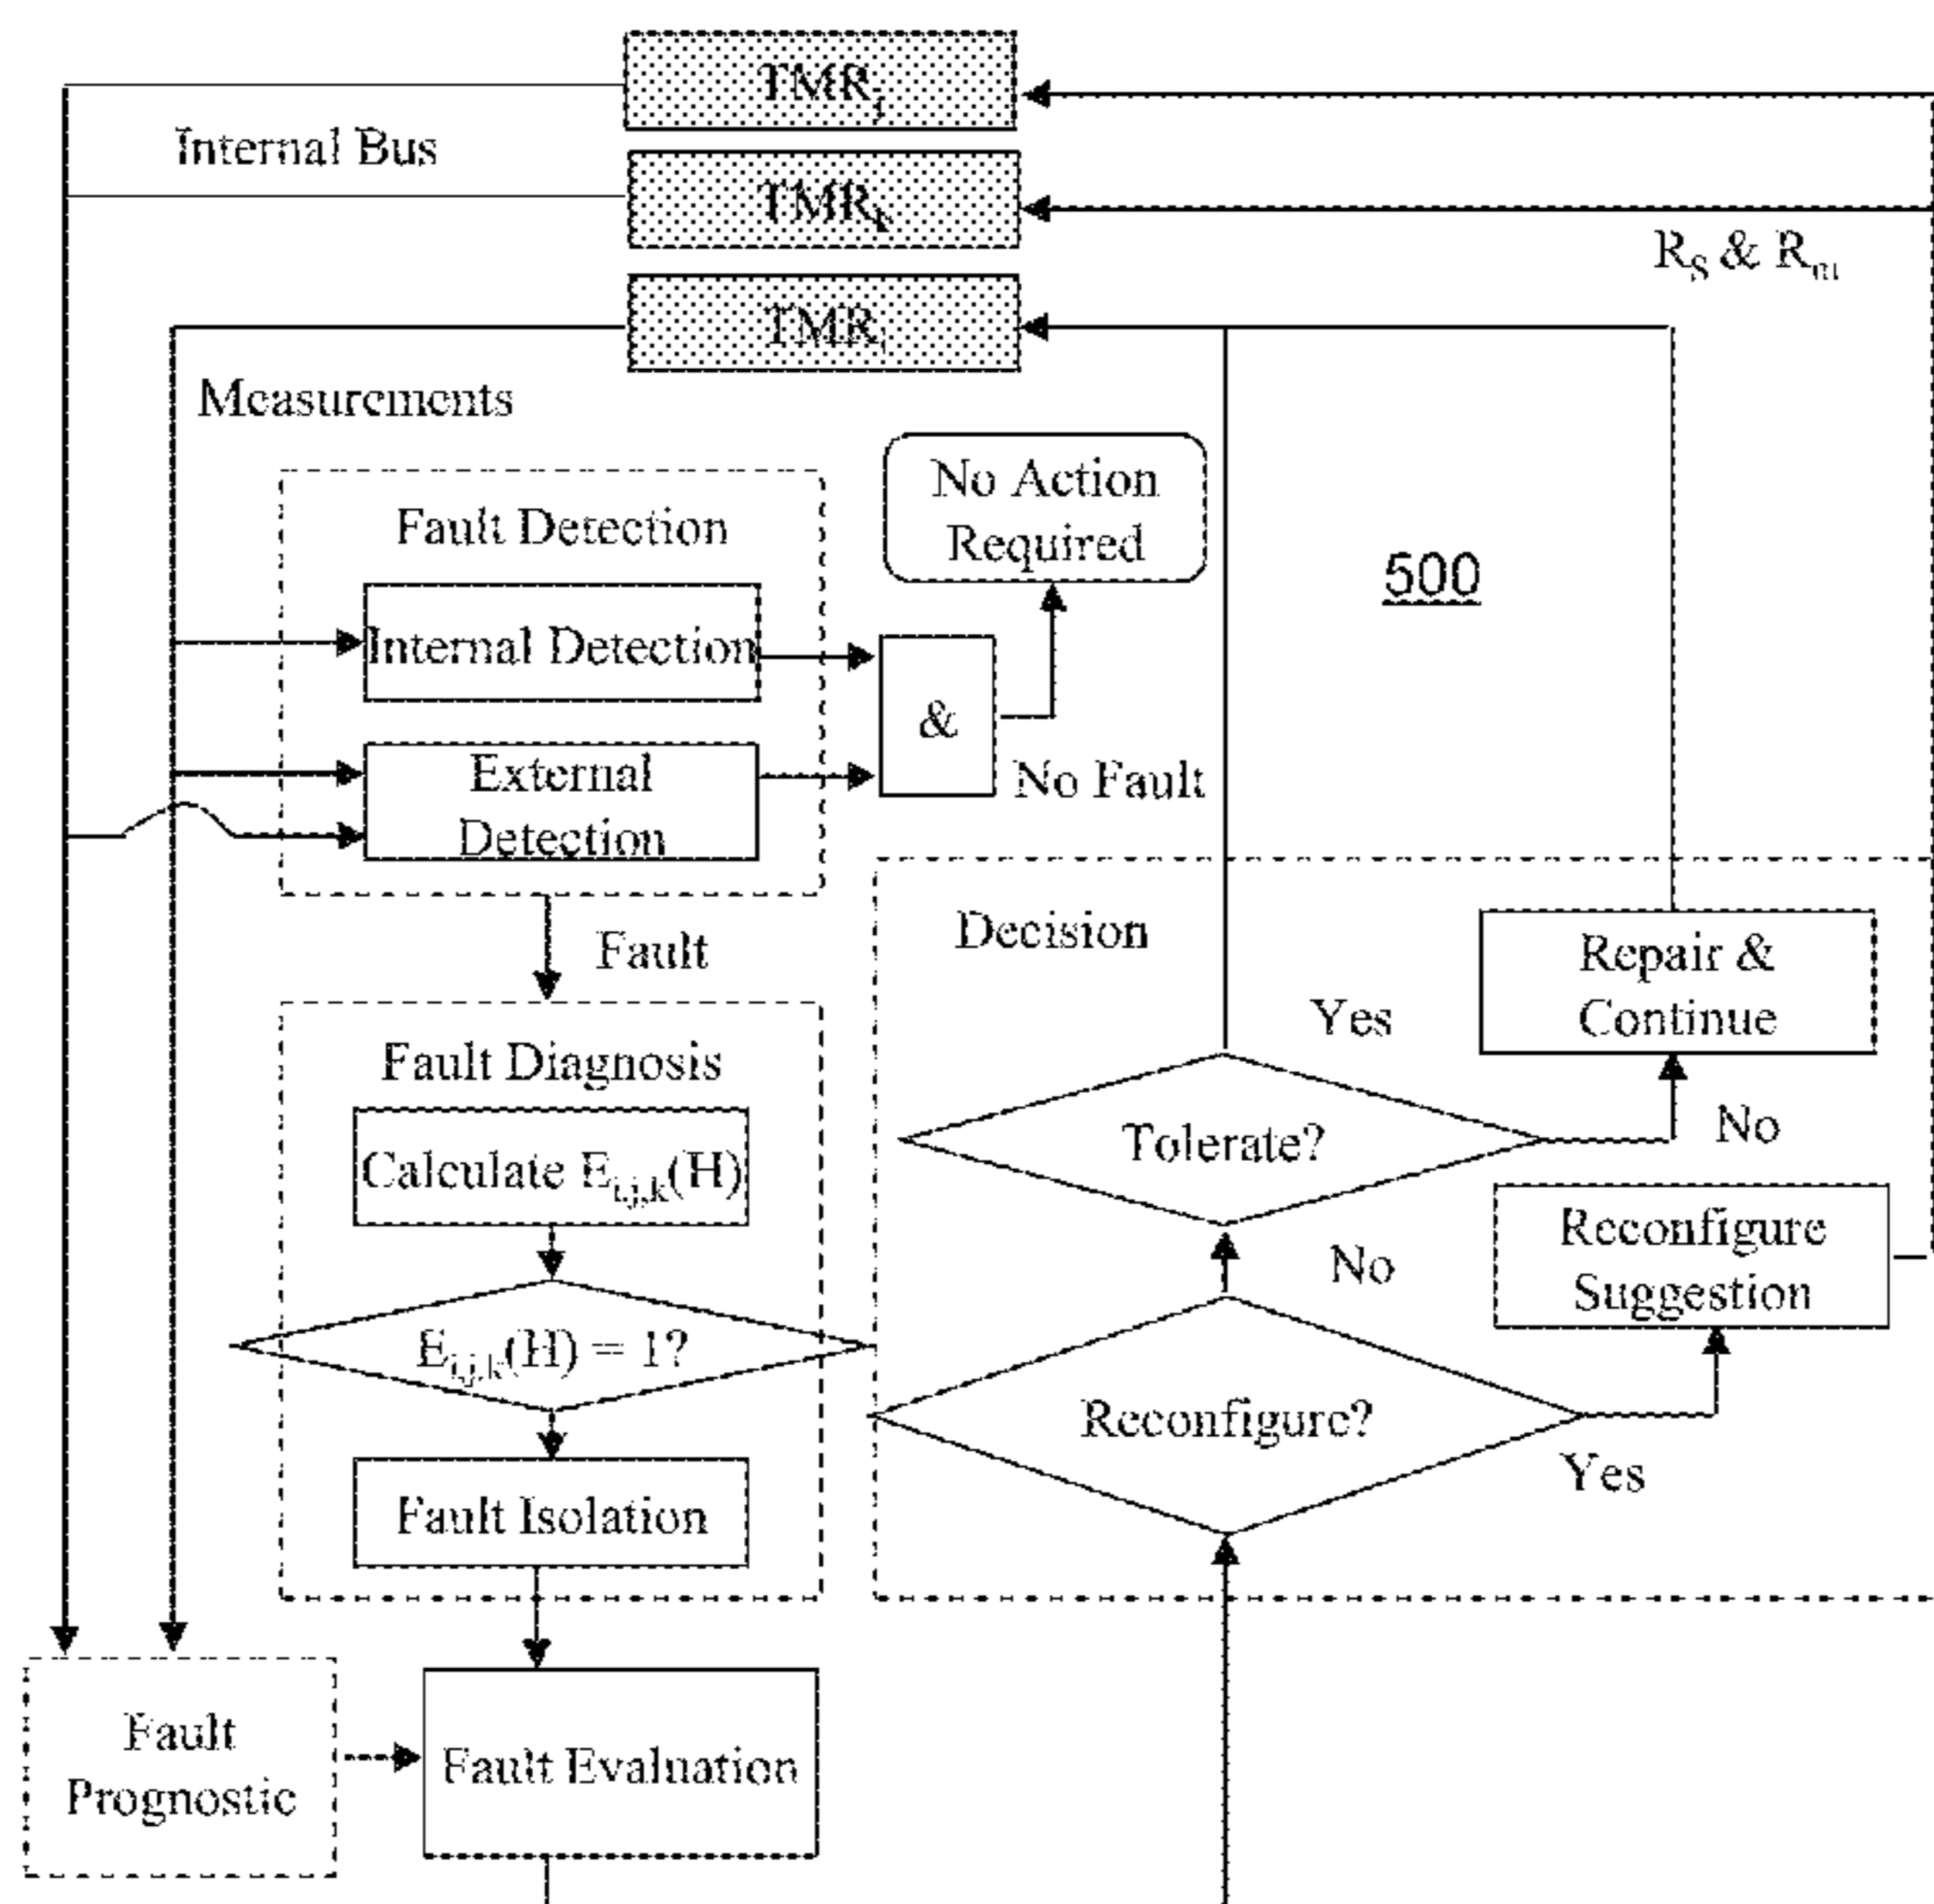 TMRj
Internal Bus
TMRk
RS & Rm
TMRi
Measurements
No Action
Required
Fault Detection
500
Internal Detection
&
External
Detection
No Fault
Decision
Fault
Repair &
Continue
Yes
Fault Diagnosis
Tolerate?
No
Calculate Ei,j,k(H)
Reconfigure
Suggestion
No
Ei,j,k(H) = 1?
Reconfigure?
Yes
Fault Isolation
Fault
Prognostic
Fault Evaluation